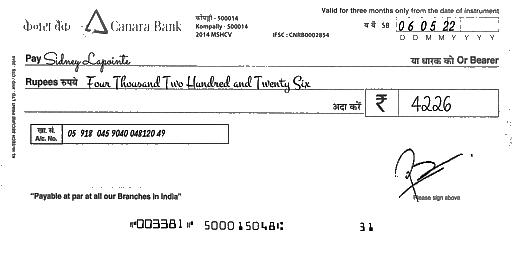 Valid for three months only from the date of instrument
केनरा बैंक Canara Bank
कोंपल्ली - 500014
Kompally - 500014
2014 MSHCV
IFSC : CNRB0002854
SB 06 05 22
D D M M Y Y Y Y
Pay Sidney Lapointe या धारक को Or Bearer
Rupees रुपये Four Thousand Two Hundred and Twenty Six
अदा करें ₹ 4226
खा. सं.
A/c. No. 05 918 045 9040 048120 49
Please sign above
"Payable at par at all our Branches in India"
⑈003381⑈ 500015048⑆ 31